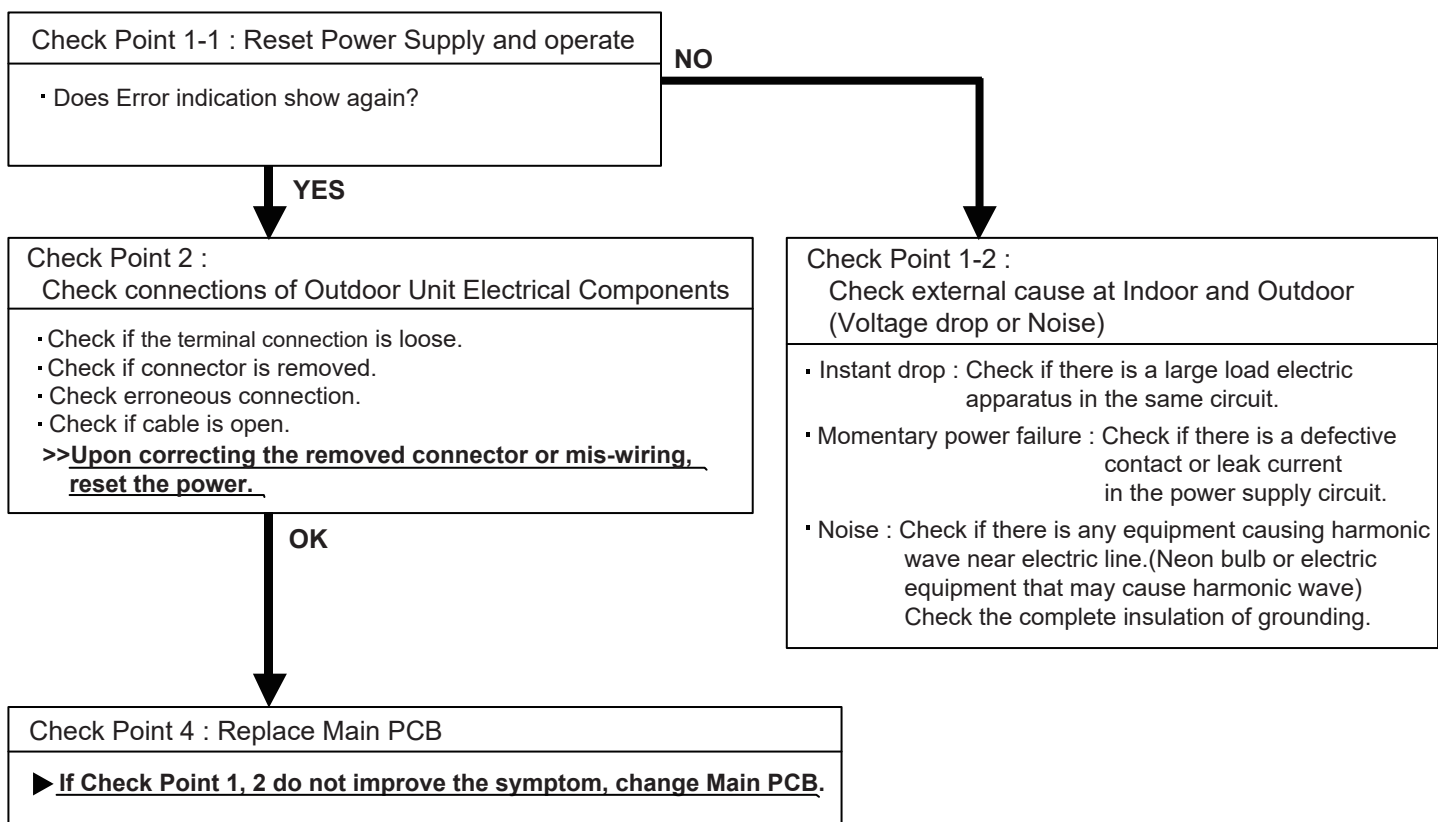 Check Point 1-1 : Reset Power Supply and operate
NO
・Does Error indication show again?
YES
Check Point 2 :
Check connections of Outdoor Unit Electrical Components
・Check if the terminal connection is loose.
・Check if connector is removed.
・Check erroneous connection.
・Check if cable is open.
>>Upon correcting the removed connector or mis-wiring,
reset the power.
OK
Check Point 1-2 :
Check external cause at Indoor and Outdoor
(Voltage drop or Noise)
・Instant drop : Check if there is a large load electric
apparatus in the same circuit.
・Momentary power failure : Check if there is a defective
contact or leak current
in the power supply circuit.
・Noise : Check if there is any equipment causing harmonic
wave near electric line.(Neon bulb or electric
equipment that may cause harmonic wave)
Check the complete insulation of grounding.
Check Point 4 : Replace Main PCB
▶If Check Point 1, 2 do not improve the symptom, change Main PCB.